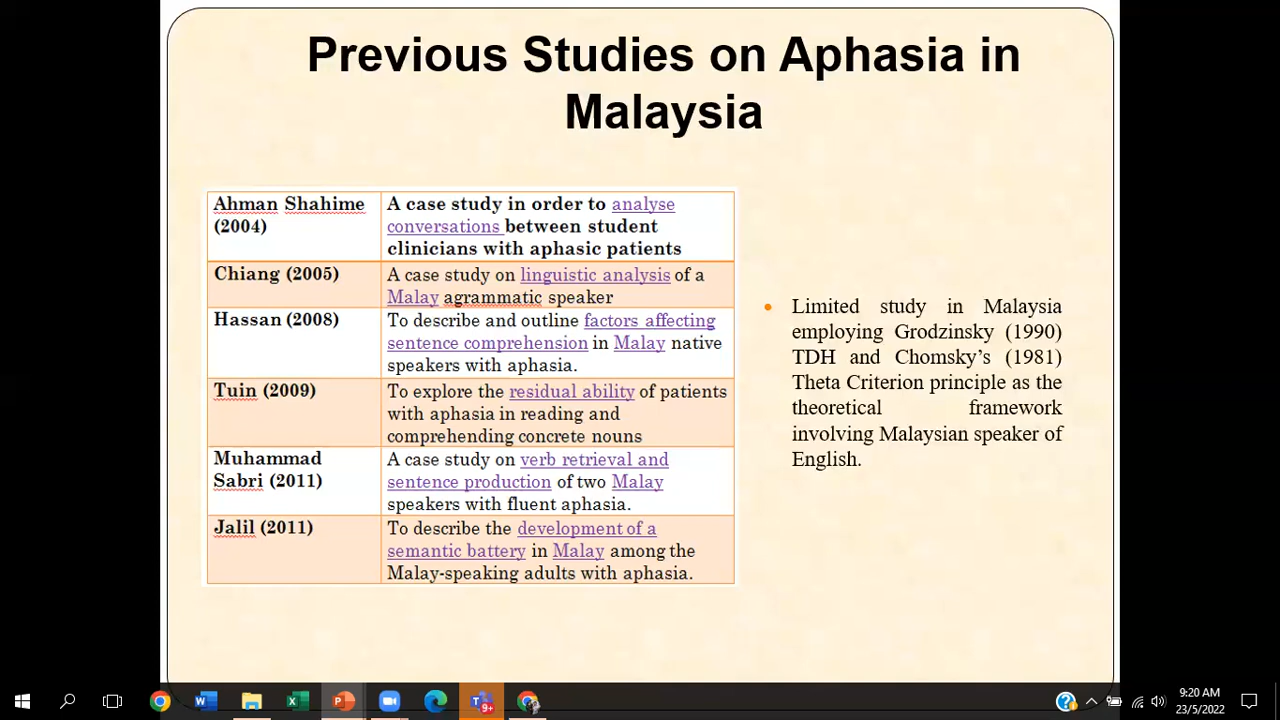 Previous Studies on Aphasia in
Malaysia
Ahman Shahime
(2004)
A case study in order to analyse
conversations between student
clinicians with aphasic patients
Chiang (2005)
A case study on linguistic analysis of a
Malay agrammatic speaker
Hassan (2008)
To describe and outline factors affecting
sentence comprehension in Malay native
speakers with aphasia.
Tuin (2009)
To explore the residual ability of patients
with aphasia in reading and
comprehending concrete nouns
Muhammad
Sabri (2011)
A case study on verb retrieval and
sentence production of two Malay
speakers with fluent aphasia.
Jalil (2011)
To describe the development of a
semantic battery in Malay among the
Malay-speaking adults with aphasia.
Limited study in Malaysia
employing Grodzinsky (1990)
TDH and Chomsky's (1981)
Theta Criterion principle as the
theoretical framework
involving Malaysian speaker of
English.
9+
9:20 AM
23/5/2022